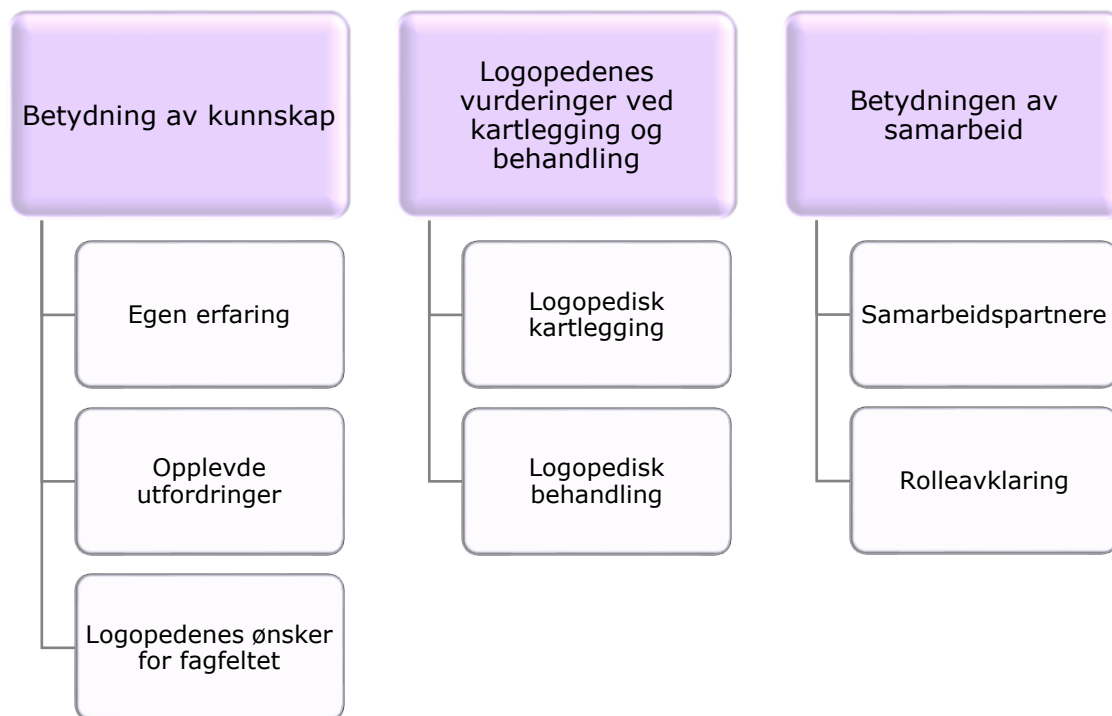 Betydning av kunnskap
Egen erfaring
Opplevde
utfordringer
Logopedenes ønsker
for fagfeltet
Logopedenes
vurderinger ved
kartlegging og
behandling
Logopedisk
kartlegging
Logopedisk
behandling
Betydningen av
samarbeid
Samarbeidspartnere
Rolleavklaring